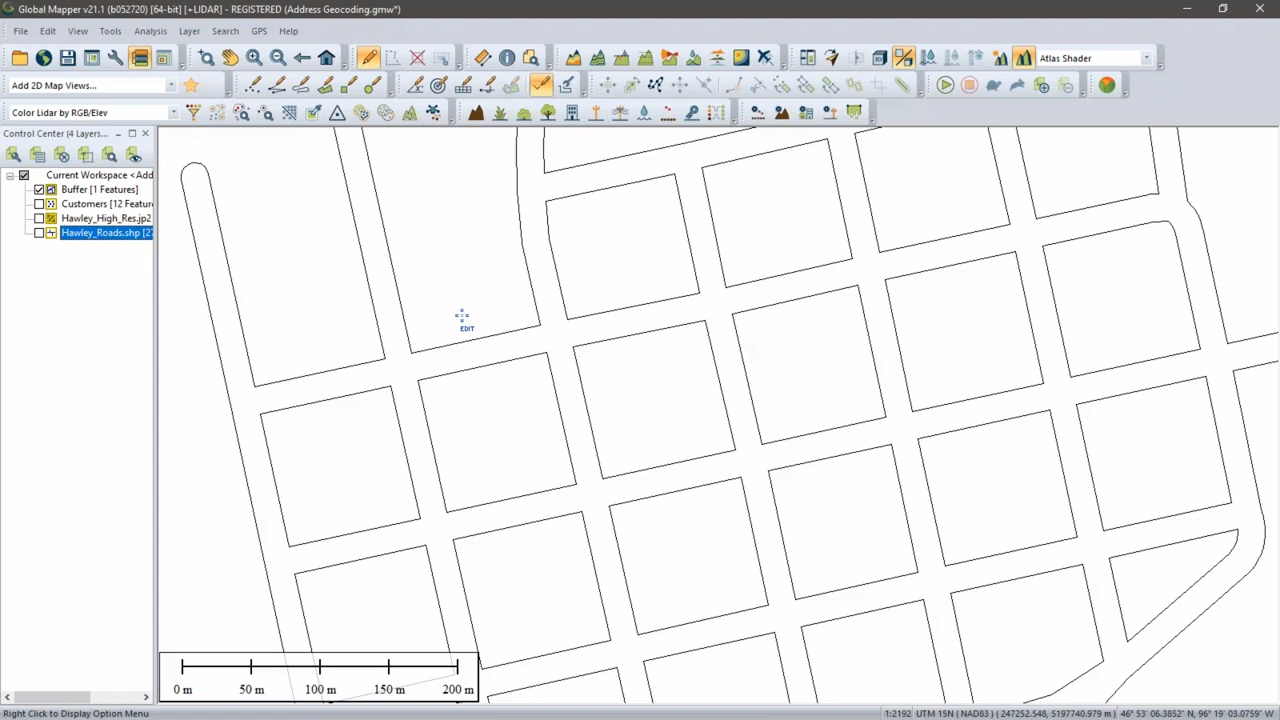 Global Mapper v21.1 (b052720) [64-bit] [+LIDAR] - REGISTERED (Address Geocoding.gmw*)
File Edit View Tools Analysis Layer Search GPS Help
Atlas Shader
Add 2D Map Views...
Color Lidar by RGB/Elev
Control Center (4 Layers...
Current Workspace <Add
Buffer [1 Features]
Customers [12 Feature
Hawley_High_Res.jp2
Hawley_Roads.shp [27
EDIT
0 m 50 m 100 m 150 m 200 m
Right Click to Display Option Menu
1:2192 UTM 15N ( NAD83 ) ( 247252.548, 5197740.979 m ) 46° 53' 06.3852" N, 96° 19' 03.0759" W